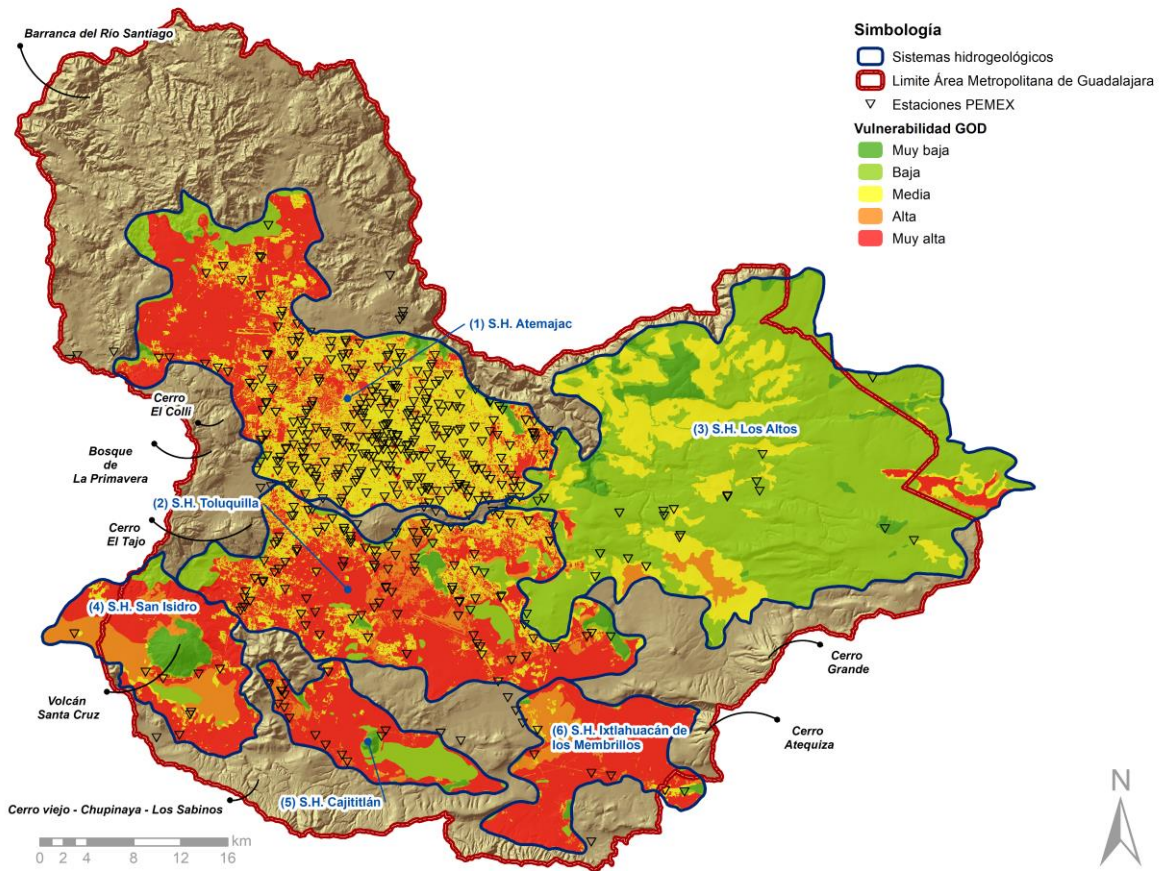 Barranca del Río Santiago
Simbología
Sistemas hidrogeológicos
Limite Área Metropolitana de Guadalajara
Estaciones PEMEX
Vulnerabilidad GOD
Muy baja
Baja
Media
Alta
Muy alta
(1) S.H. Atemajac
Cerro
El Colli
Bosque
de
La Primavera
(3) S.H. Los Altos
(2) S.H. Toluquilla
Cerro
El Tajo
(4) S.H. San Isidro
Volcán
Santa Cruz
Cerro
Grande
(6) S.H. Ixtlahuacán de
los Membrillos
Cerro
Atequiza
(5) S.H. Cajititlán
Cerro viejo - Chupinaya - Los Sabinos
km
0 2 4 8 12 16
N